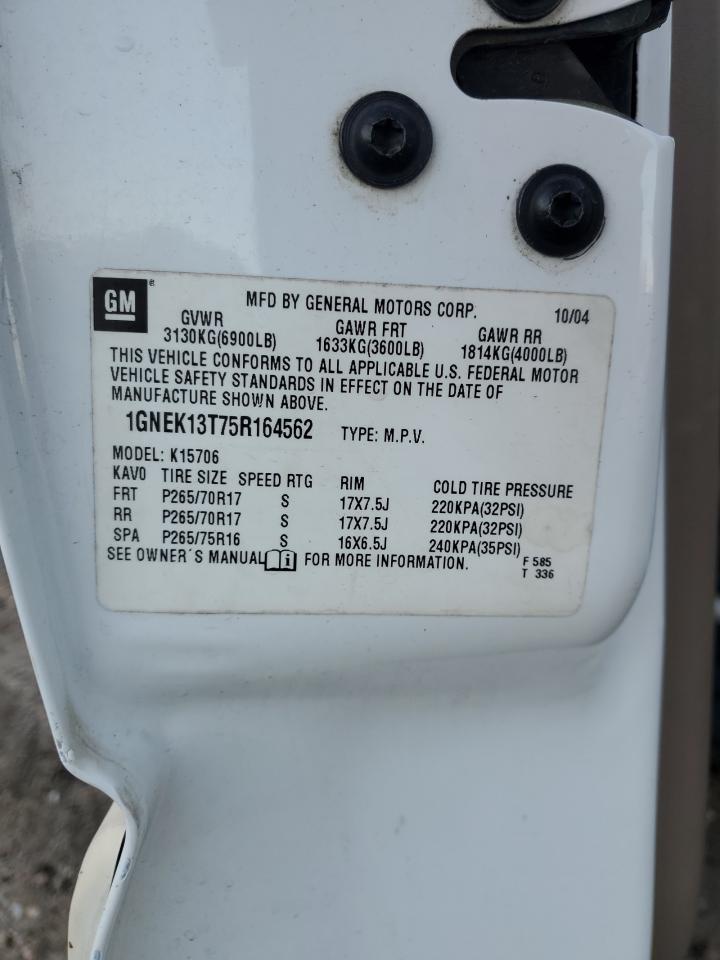 GM ® MFD BY GENERAL MOTORS CORP. 10/04
GVWR GAWR FRT GAWR RR
3130KG(6900LB) 1633KG(3600LB) 1814KG(4000LB)
THIS VEHICLE CONFORMS TO ALL APPLICABLE U.S. FEDERAL MOTOR
VEHICLE SAFETY STANDARDS IN EFFECT ON THE DATE OF
MANUFACTURE SHOWN ABOVE.
1GNEK13T75R164562 TYPE: M.P.V.
MODEL: K15706
KAV0 TIRE SIZE SPEED RTG RIM COLD TIRE PRESSURE
FRT P265/70R17 S 17X7.5J 220KPA(32PSI)
RR P265/70R17 S 17X7.5J 220KPA(32PSI)
SPA P265/75R16 S 16X6.5J 240KPA(35PSI)
SEE OWNER´S MANUAL i FOR MORE INFORMATION.
F 585
T 336